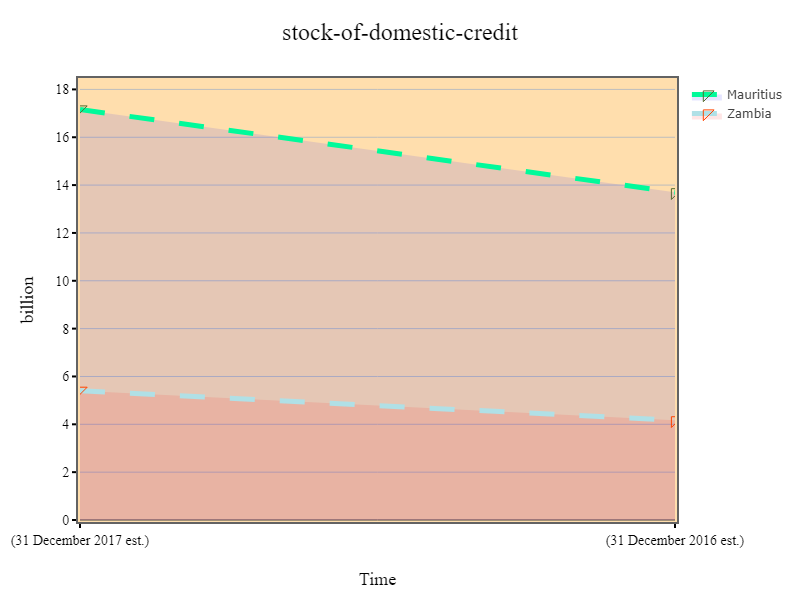 stock-of-domestic-credit
Mauritius
Zambia
18
16
14
12
10
8
6
4
2
0
billion
(31 December 2017 est.)
(31 December 2016 est.)
Time